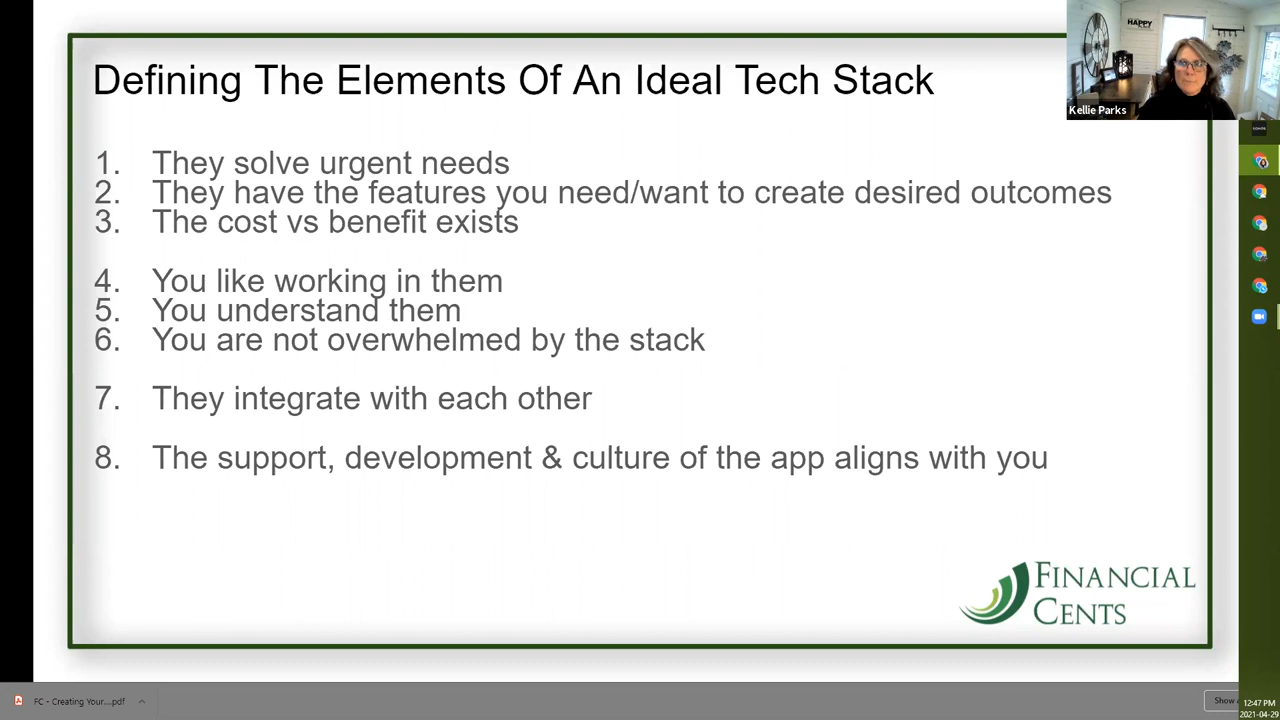 Defining The Elements Of An Ideal Tech Stack
HAPPY
Kellie Parks
1. They solve urgent needs
2. They have the features you need/want to create desired outcomes
3. The cost vs benefit exists
4. You like working in them
5. You understand them
6. You are not overwhelmed by the stack
7. They integrate with each other
8. The support, development & culture of the app aligns with you
FINANCIAL
CENTS
FC - Creating Your....pdf
Show
12:47 PM
2021-04-29